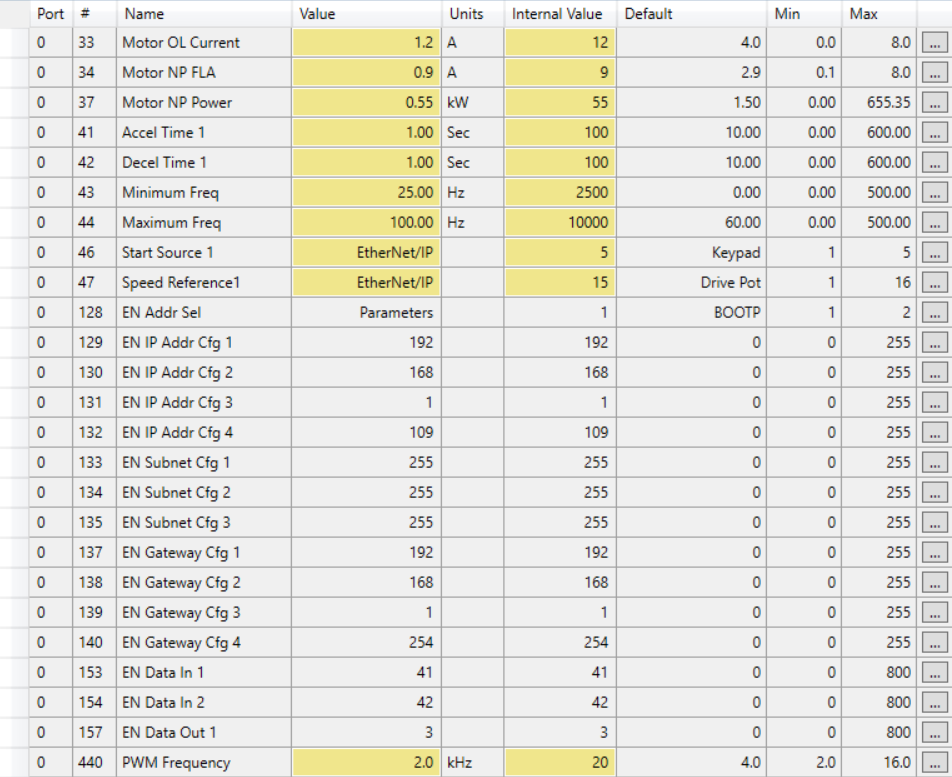 Port # Name Value Units Internal Value Default Min Max
0 33 Motor OL Current 1.2 A 12 4.0 0.0 8.0 ...
0 34 Motor NP FLA 0.9 A 9 2.9 0.1 8.0 ...
0 37 Motor NP Power 0.55 kW 55 1.50 0.00 655.35 ...
0 41 Accel Time 1 1.00 Sec 100 10.00 0.00 600.00 ...
0 42 Decel Time 1 1.00 Sec 100 10.00 0.00 600.00 ...
0 43 Minimum Freq 25.00 Hz 2500 0.00 0.00 500.00 ...
0 44 Maximum Freq 100.00 Hz 10000 60.00 0.00 500.00 ...
0 46 Start Source 1 EtherNet/IP 5 Keypad 1 5 ...
0 47 Speed Reference1 EtherNet/IP 15 Drive Pot 1 16 ...
0 128 EN Addr Sel Parameters 1 BOOTP 1 2 ...
0 129 EN IP Addr Cfg 1 192 192 0 0 255 ...
0 130 EN IP Addr Cfg 2 168 168 0 0 255 ...
0 131 EN IP Addr Cfg 3 1 1 0 0 255 ...
0 132 EN IP Addr Cfg 4 109 109 0 0 255 ...
0 133 EN Subnet Cfg 1 255 255 0 0 255 ...
0 134 EN Subnet Cfg 2 255 255 0 0 255 ...
0 135 EN Subnet Cfg 3 255 255 0 0 255 ...
0 137 EN Gateway Cfg 1 192 192 0 0 255 ...
0 138 EN Gateway Cfg 2 168 168 0 0 255 ...
0 139 EN Gateway Cfg 3 1 1 0 0 255 ...
0 140 EN Gateway Cfg 4 254 254 0 0 255 ...
0 153 EN Data In 1 41 41 0 0 800 ...
0 154 EN Data In 2 42 42 0 0 800 ...
0 157 EN Data Out 1 3 3 0 0 800 ...
0 440 PWM Frequency 2.0 kHz 20 4.0 2.0 16.0 ...